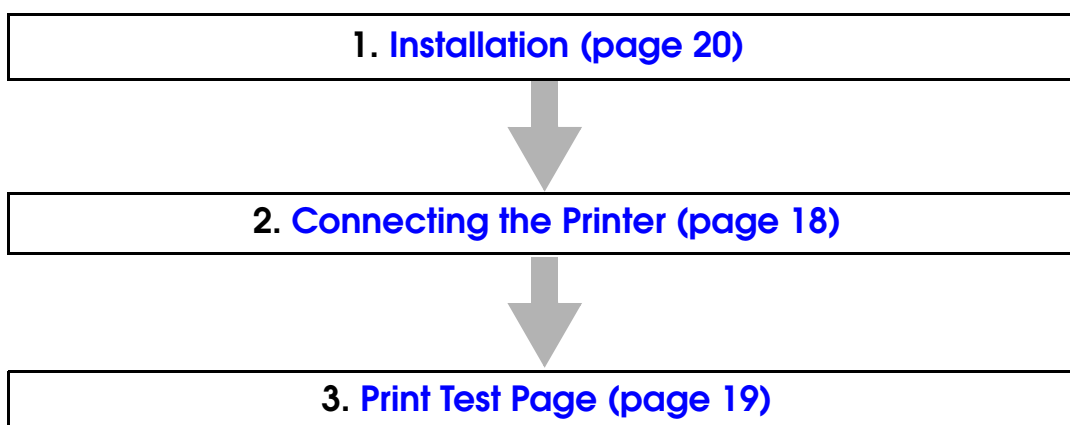 1. Installation (page 20)
2. Connecting the Printer (page 18)
3. Print Test Page (page 19)